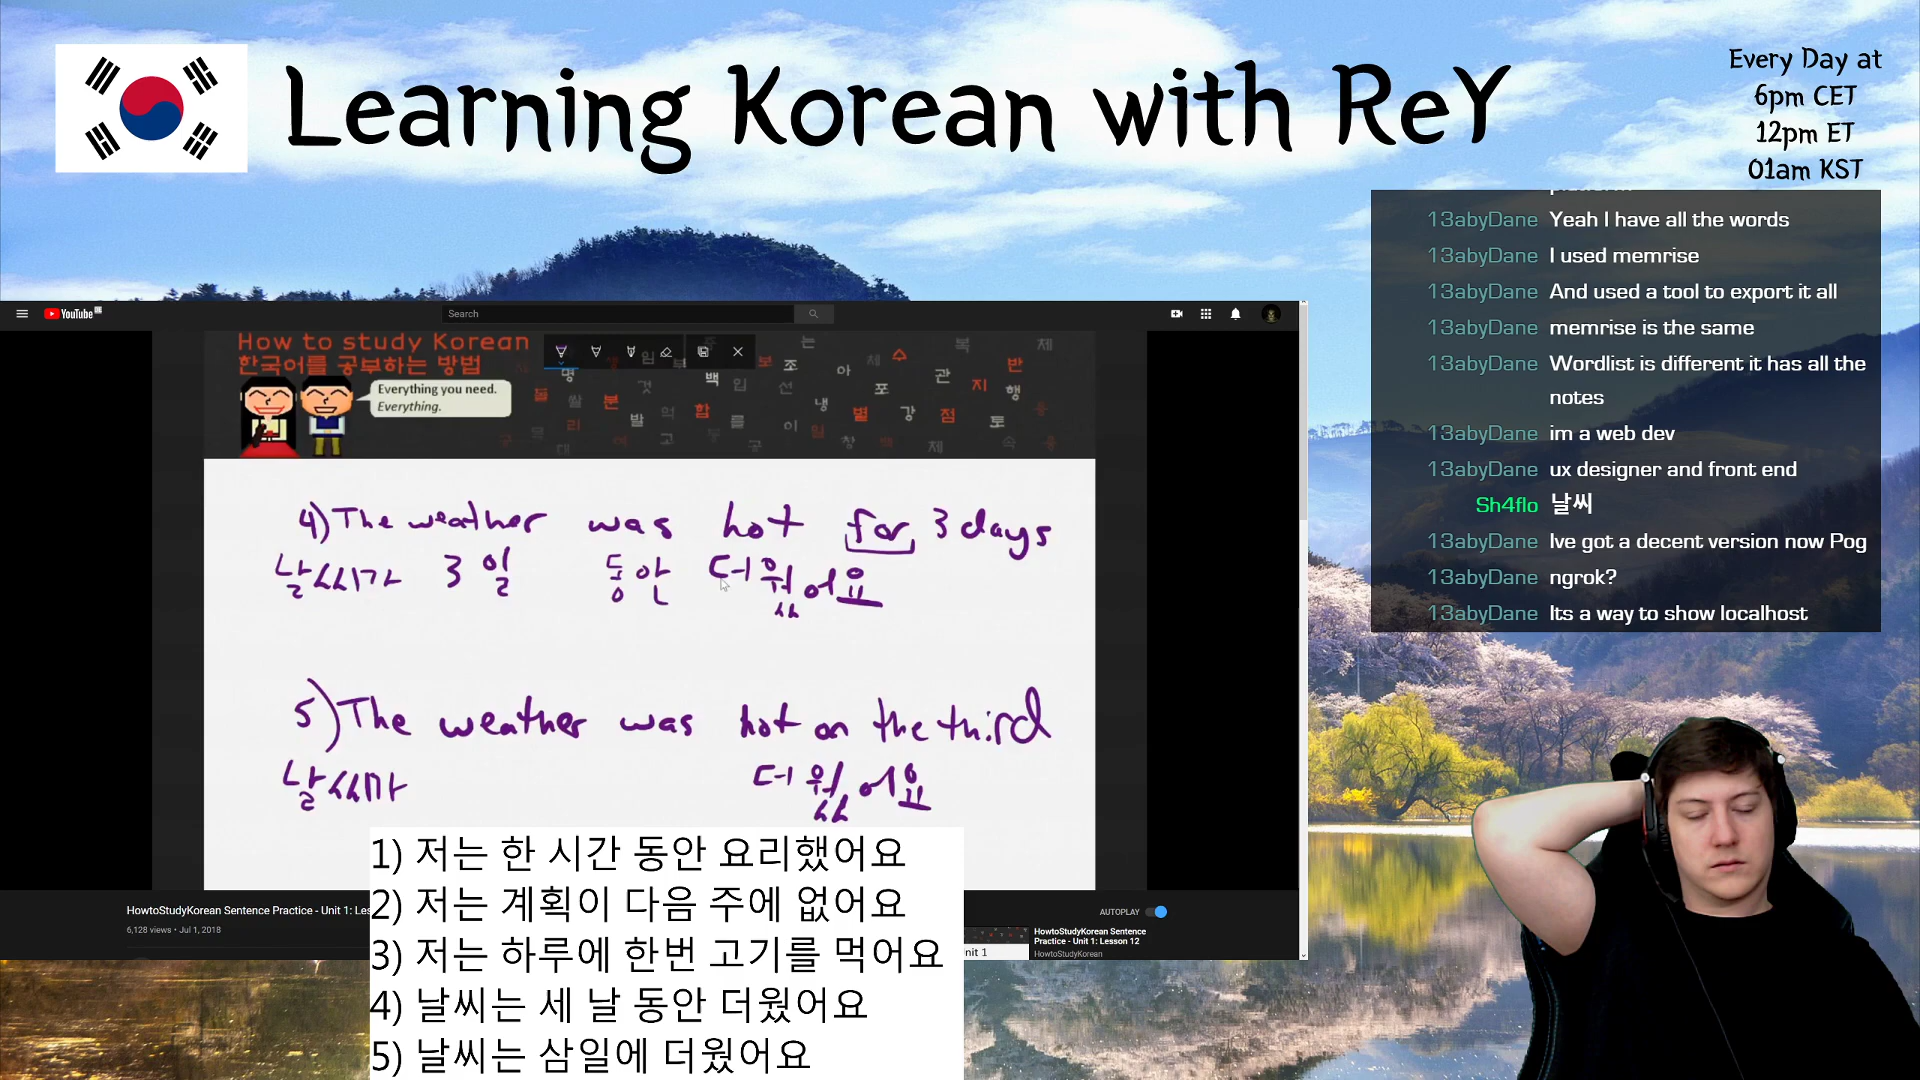 Learning Korean with ReY
Every Day at
6pm CET
12pm ET
01am KST
13abyDane Yeah I have all the words
13abyDane I used memrise
13abyDane And used a tool to export it all
13abyDane memrise is the same
13abyDane Wordlist is different it has all the
notes
13abyDane im a web dev
13abyDane ux designer and front end
Sh4flo 날씨
13abyDane Ive got a decent version now Pog
13abyDane ngrok?
13abyDane Its a way to show localhost
YouTube
Search
How to study Korean
한국어를 공부하는 방법
Everything you need.
Everything.
4) The weather was hot for 3 days
날씨가 3일 동안 더웠어요
5) The weather was hot on the third
날씨가 더웠어요
1) 저는 한 시간 동안 요리했어요
2) 저는 계획이 다음 주에 없어요
3) 저는 하루에 한번 고기를 먹어요
4) 날씨는 세 날 동안 더웠어요
5) 날씨는 삼일에 더웠어요
HowtoStudyKorean Sentence Practice - Unit 1: Les
6,128 views • Jul 1, 2018
AUTOPLAY
HowtoStudyKorean Sentence
Practice - Unit 1: Lesson 12
HowtoStudyKorean
nit 1